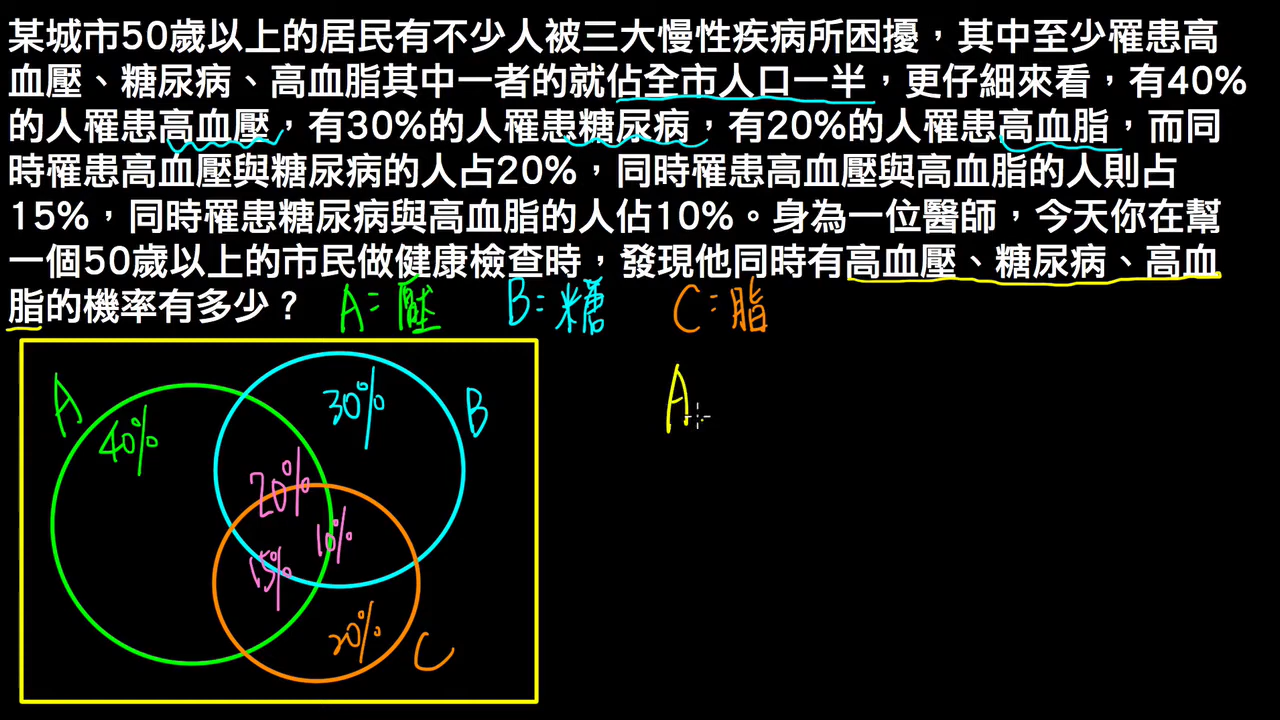 某城市50歲以上的居民有不少人被三大慢性疾病所困擾，其中至少罹患高
血壓、糖尿病、高血脂其中一者的就佔全市人口一半，更仔細來看，有40%
的人罹患高血壓，有30%的人罹患糖尿病，有20%的人罹患高血脂，而同
時罹患高血壓與糖尿病的人占20%，同時罹患高血壓與高血脂的人則占
15%，同時罹患糖尿病與高血脂的人佔10%。身為一位醫師，今天你在幫
一個50歲以上的市民做健康檢查時，發現他同時有高血壓、糖尿病、高血
脂的機率有多少？
A=壓 B=糖 C=脂
A 40% 30% B
A
20%
10%
15%
20% C